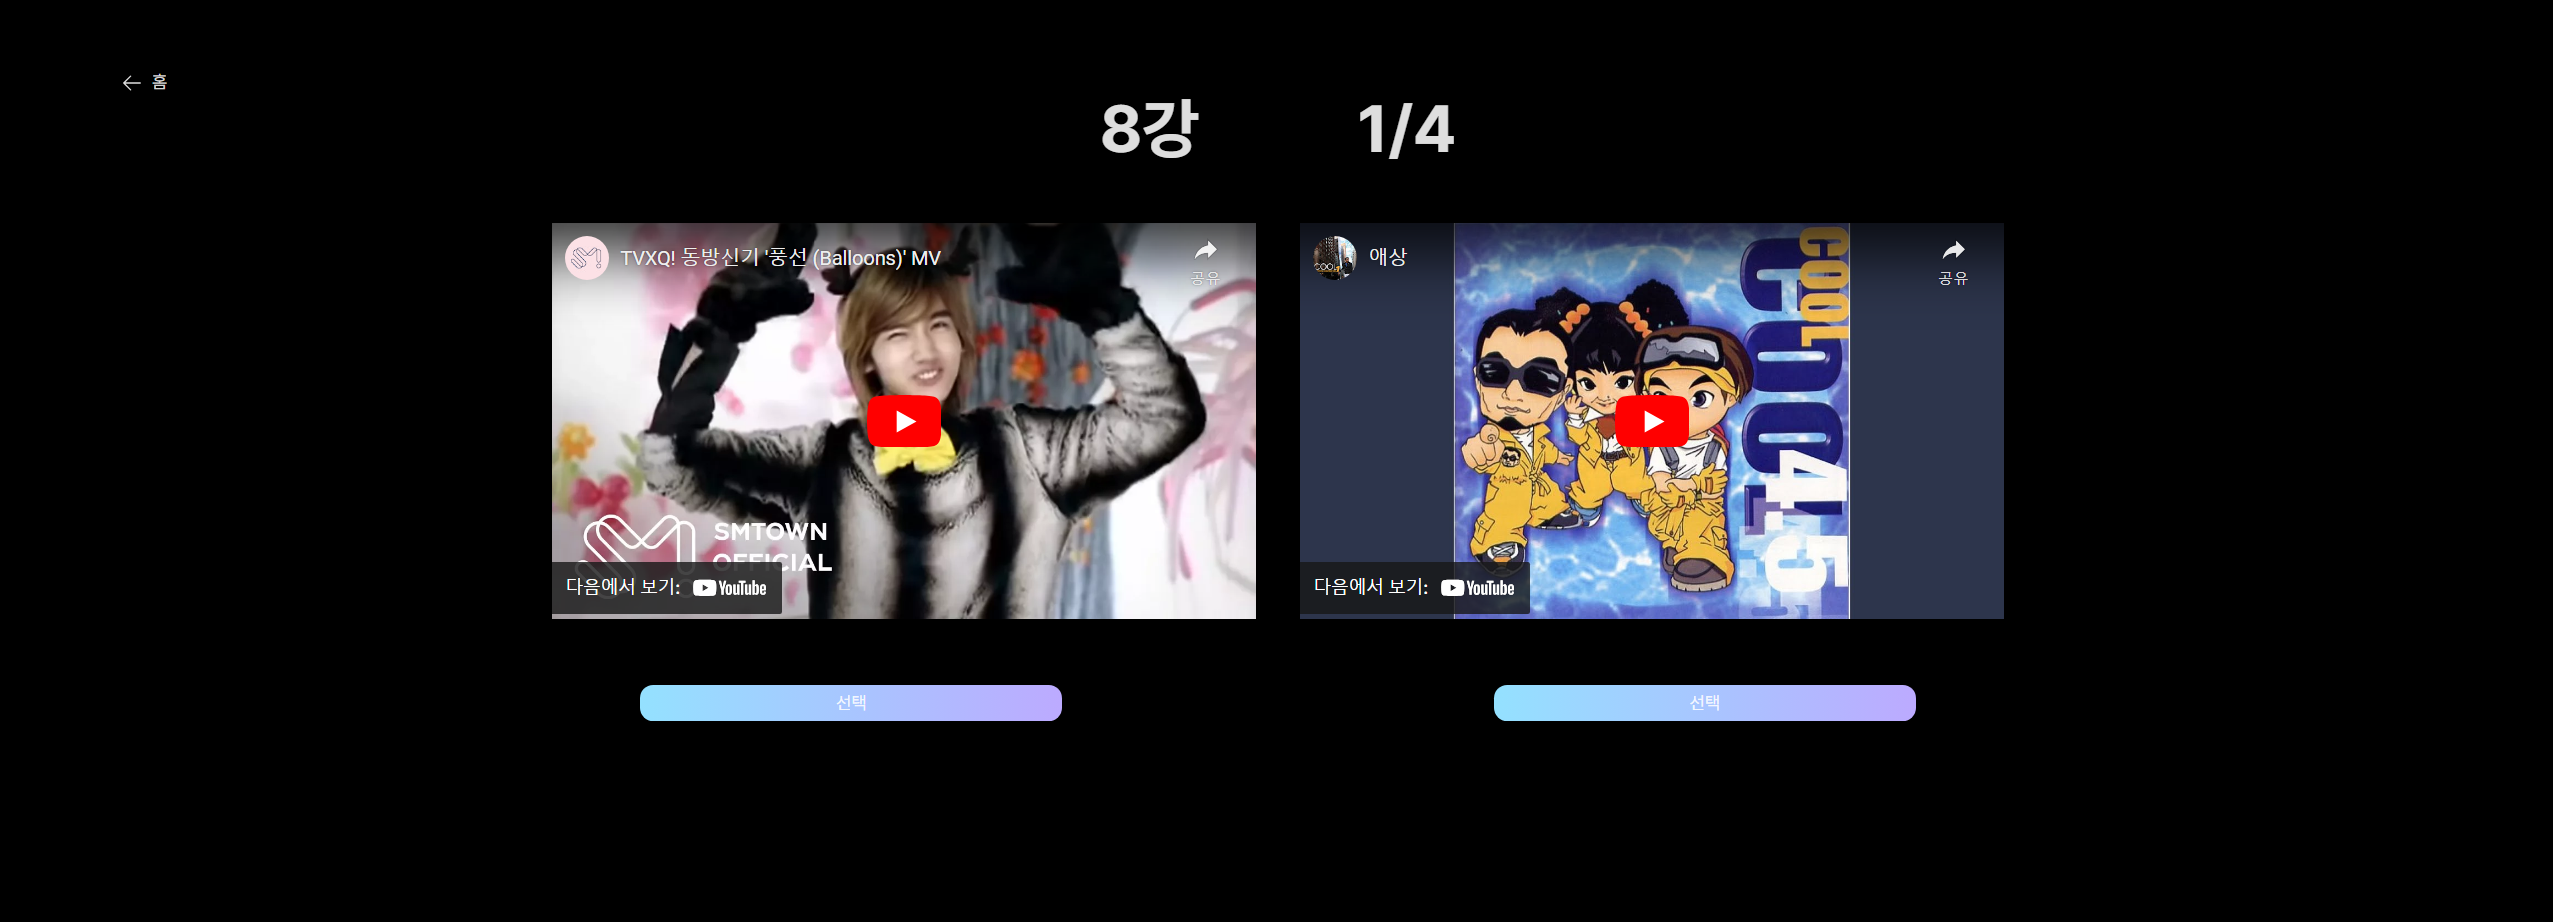 ← 홈
8강 1/4
TVXQ! 동방신기 '풍선 (Balloons)' MV
공유
SMTOWN
OFFICIAL
다음에서 보기: YouTube
애상
공유
COOL
COOL
4.5
다음에서 보기: YouTube
선택
선택